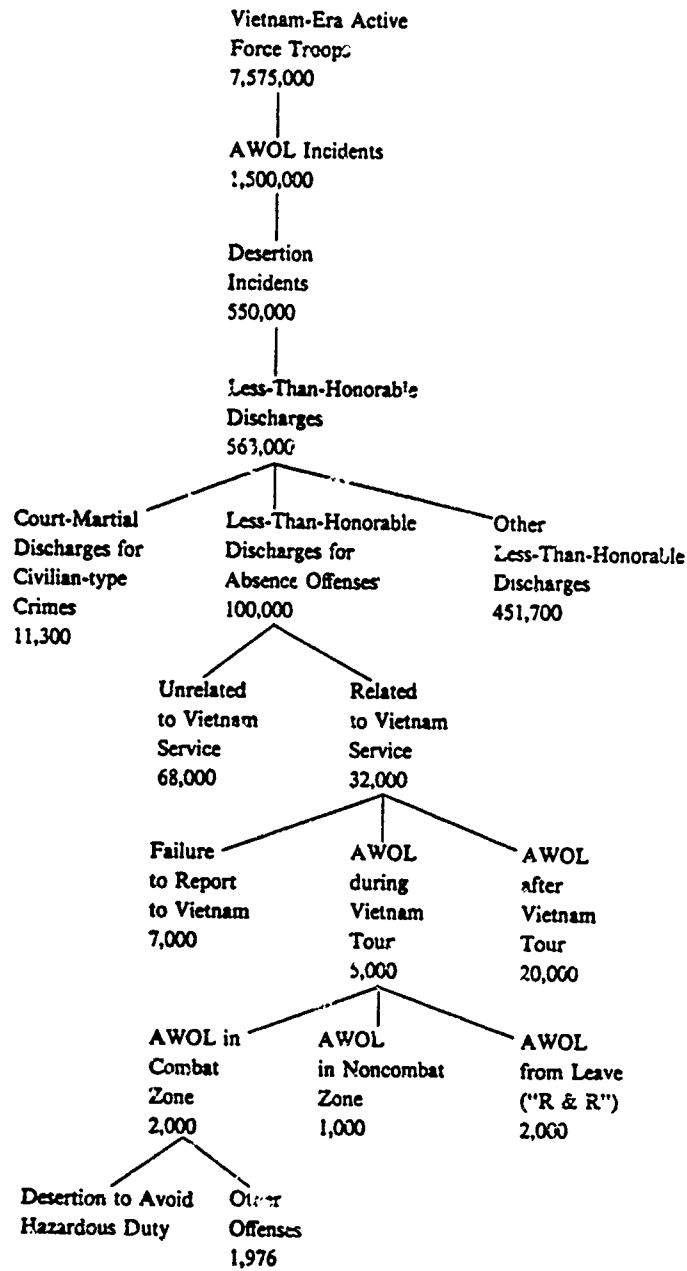 Vietnam-Era Active
Force Troops
7,575,000
AWOL Incidents
1,500,000
Desertion
Incidents
550,000
Less-Than-Honorable
Discharges
563,000
Court-Martial
Discharges for
Civilian-type
Crimes
11,300
Less-Than-Honorable
Discharges for
Absence Offenses
100,000
Other
Less-Than-Honorable
Discharges
451,700
Unrelated
to Vietnam
Service
68,000
Related
to Vietnam
Service
32,000
Failure
to Report
to Vietnam
7,000
AWOL
during
Vietnam
Tour
5,000
AWOL
after
Vietnam
Tour
20,000
AWOL in
Combat
Zone
2,000
AWOL
in Noncombat
Zone
1,000
AWOL
from Leave
("R & R")
2,000
Desertion to Avoid
Hazardous Duty
Other
Offenses
1,976